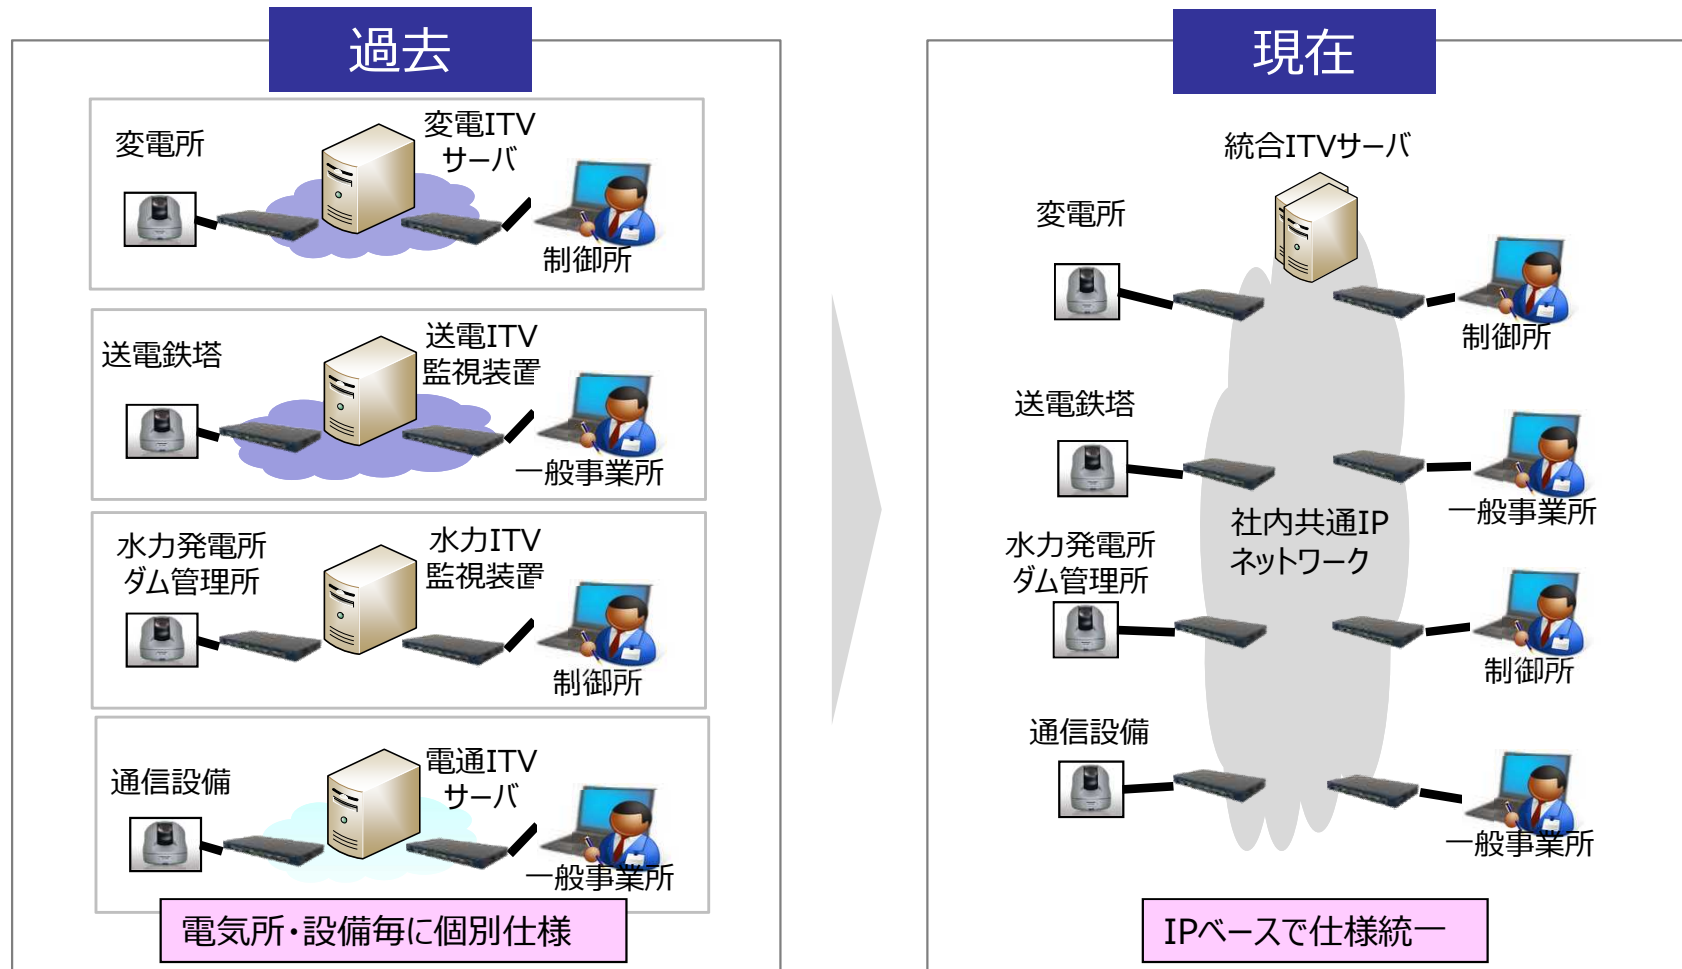 過去
変電所
変電ITV
サーバ
制御所
送電鉄塔
送電ITV
監視装置
一般事業所
水力発電所
ダム管理所
水力ITV
監視装置
制御所
通信設備
電通ITV
サーバ
一般事業所
電気所・設備毎に個別仕様
現在
統合ITVサーバ
変電所
制御所
送電鉄塔
一般事業所
社内共通IP
ネットワーク
水力発電所
ダム管理所
制御所
通信設備
一般事業所
IPベースで仕様統一